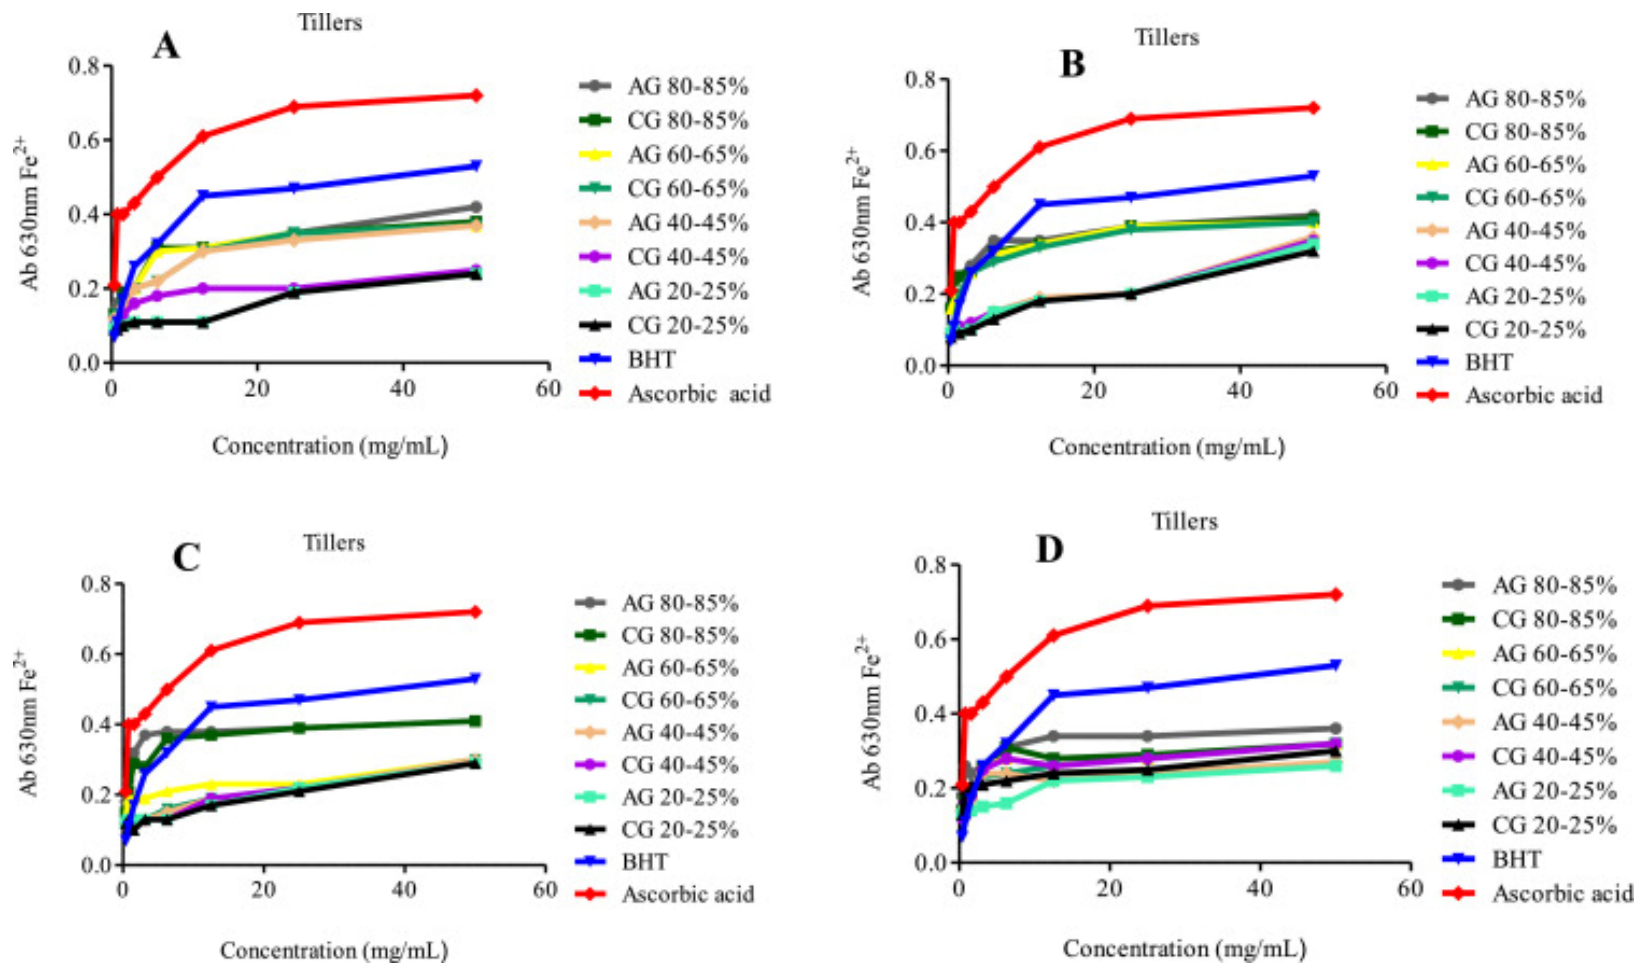 Tillers
A
0.8
0.6
0.4
0.2
0.0
0
20
40
60
Ab 630nm Fe²⁺
Concentration (mg/mL)
AG 80-85%
CG 80-85%
AG 60-65%
CG 60-65%
AG 40-45%
CG 40-45%
AG 20-25%
CG 20-25%
BHT
Ascorbic acid
Tillers
B
0.8
0.6
0.4
0.2
0.0
0
20
40
60
Ab 630nm Fe²⁺
Concentration (mg/mL)
AG 80-85%
CG 80-85%
AG 60-65%
CG 60-65%
AG 40-45%
CG 40-45%
AG 20-25%
CG 20-25%
BHT
Ascorbic acid
Tillers
C
0.8
0.6
0.4
0.2
0.0
0
20
40
60
Ab 630nm Fe²⁺
Concentration (mg/mL)
AG 80-85%
CG 80-85%
AG 60-65%
CG 60-65%
AG 40-45%
CG 40-45%
AG 20-25%
CG 20-25%
BHT
Ascorbic acid
Tillers
D
0.8
0.6
0.4
0.2
0.0
0
20
40
60
Ab 630nm Fe²⁺
Concentration (mg/mL)
AG 80-85%
CG 80-85%
AG 60-65%
CG 60-65%
AG 40-45%
CG 40-45%
AG 20-25%
CG 20-25%
BHT
Ascorbic acid